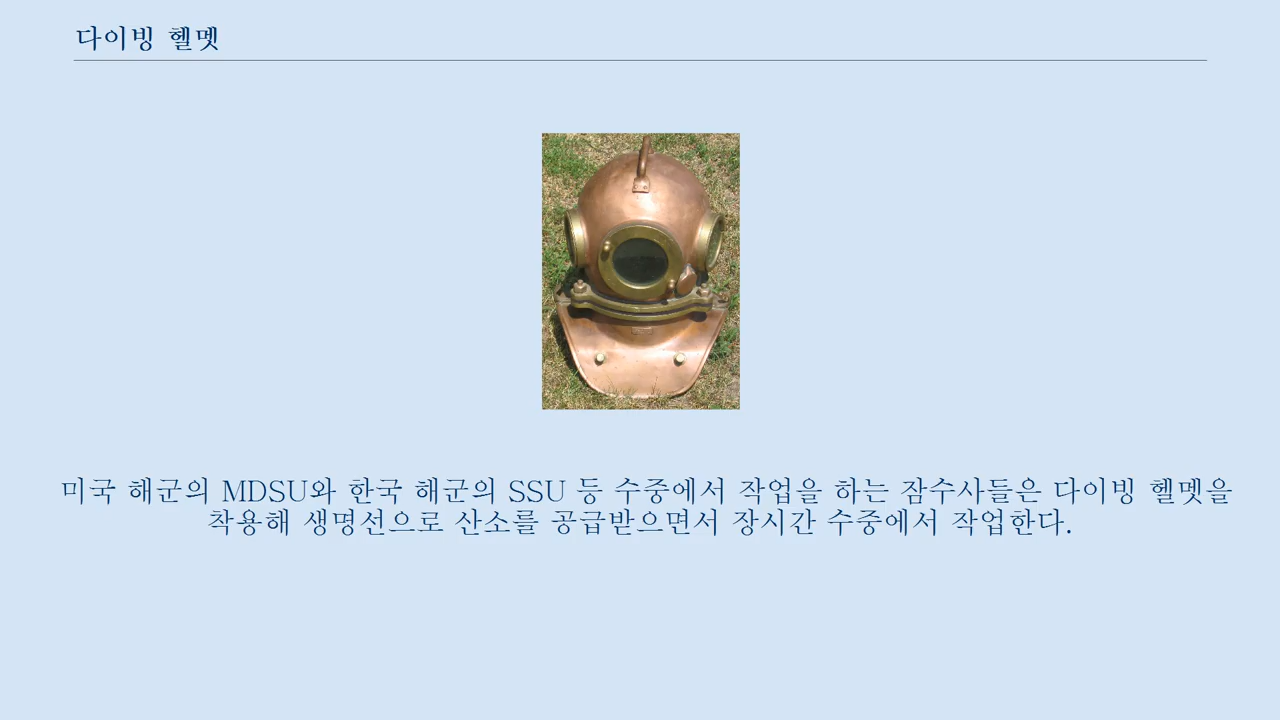 다이빙 헬멧
미국 해군의 MDSU와 한국 해군의 SSU 등 수중에서 작업을 하는 잠수사들은 다이빙 헬멧을
착용해 생명선으로 산소를 공급받으면서 장시간 수중에서 작업한다.